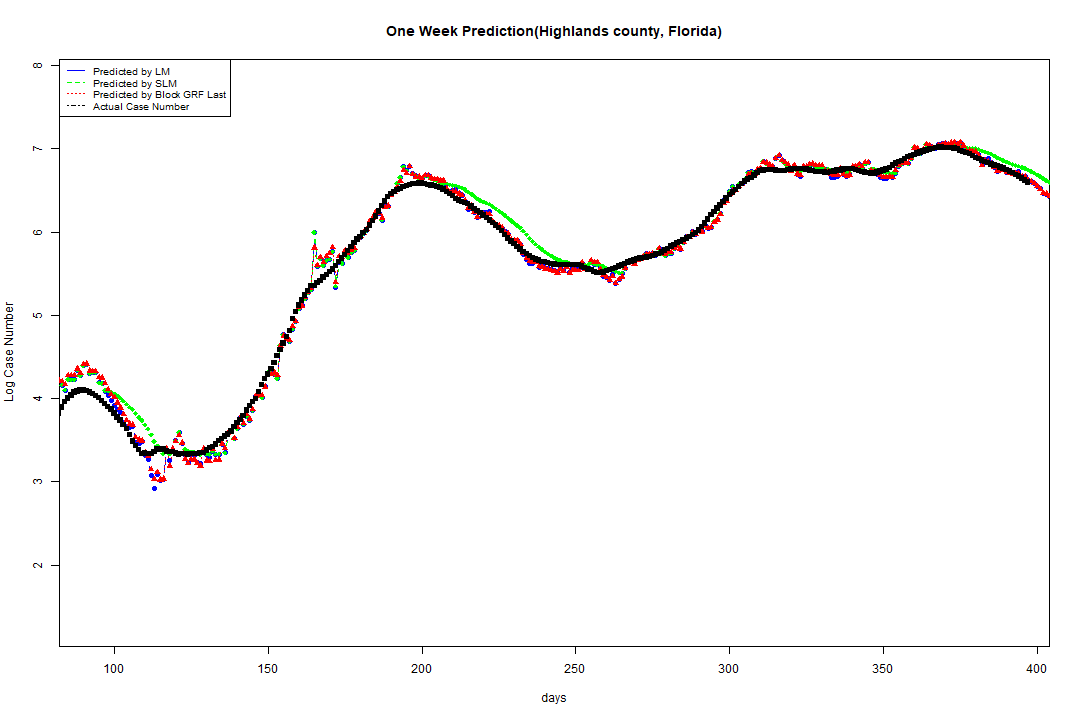 One Week Prediction(Highlands county, Florida)
Predicted by LM
Predicted by SLM
Predicted by Block GRF Last
Actual Case Number
8
7
6
5
4
3
2
Log Case Number
100 150 200 250 300 350 400
days